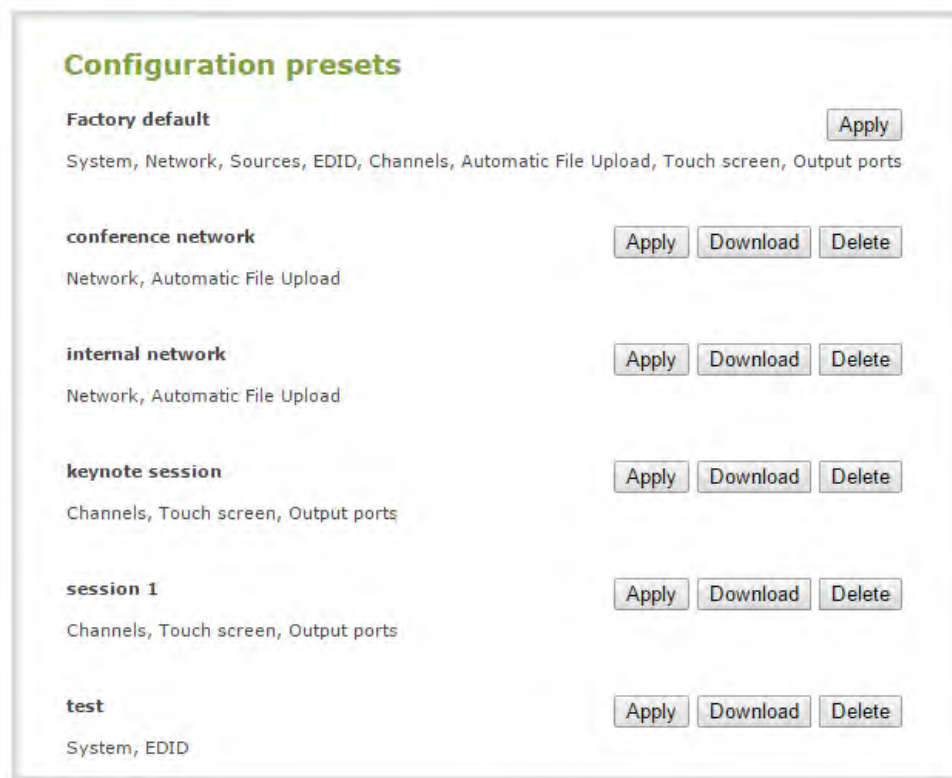 Configuration presets
Factory default Apply
System, Network, Sources, EDID, Channels, Automatic File Upload, Touch screen, Output ports
conference network Apply Download Delete
Network, Automatic File Upload
internal network Apply Download Delete
Network, Automatic File Upload
keynote session Apply Download Delete
Channels, Touch screen, Output ports
session 1 Apply Download Delete
Channels, Touch screen, Output ports
test Apply Download Delete
System, EDID